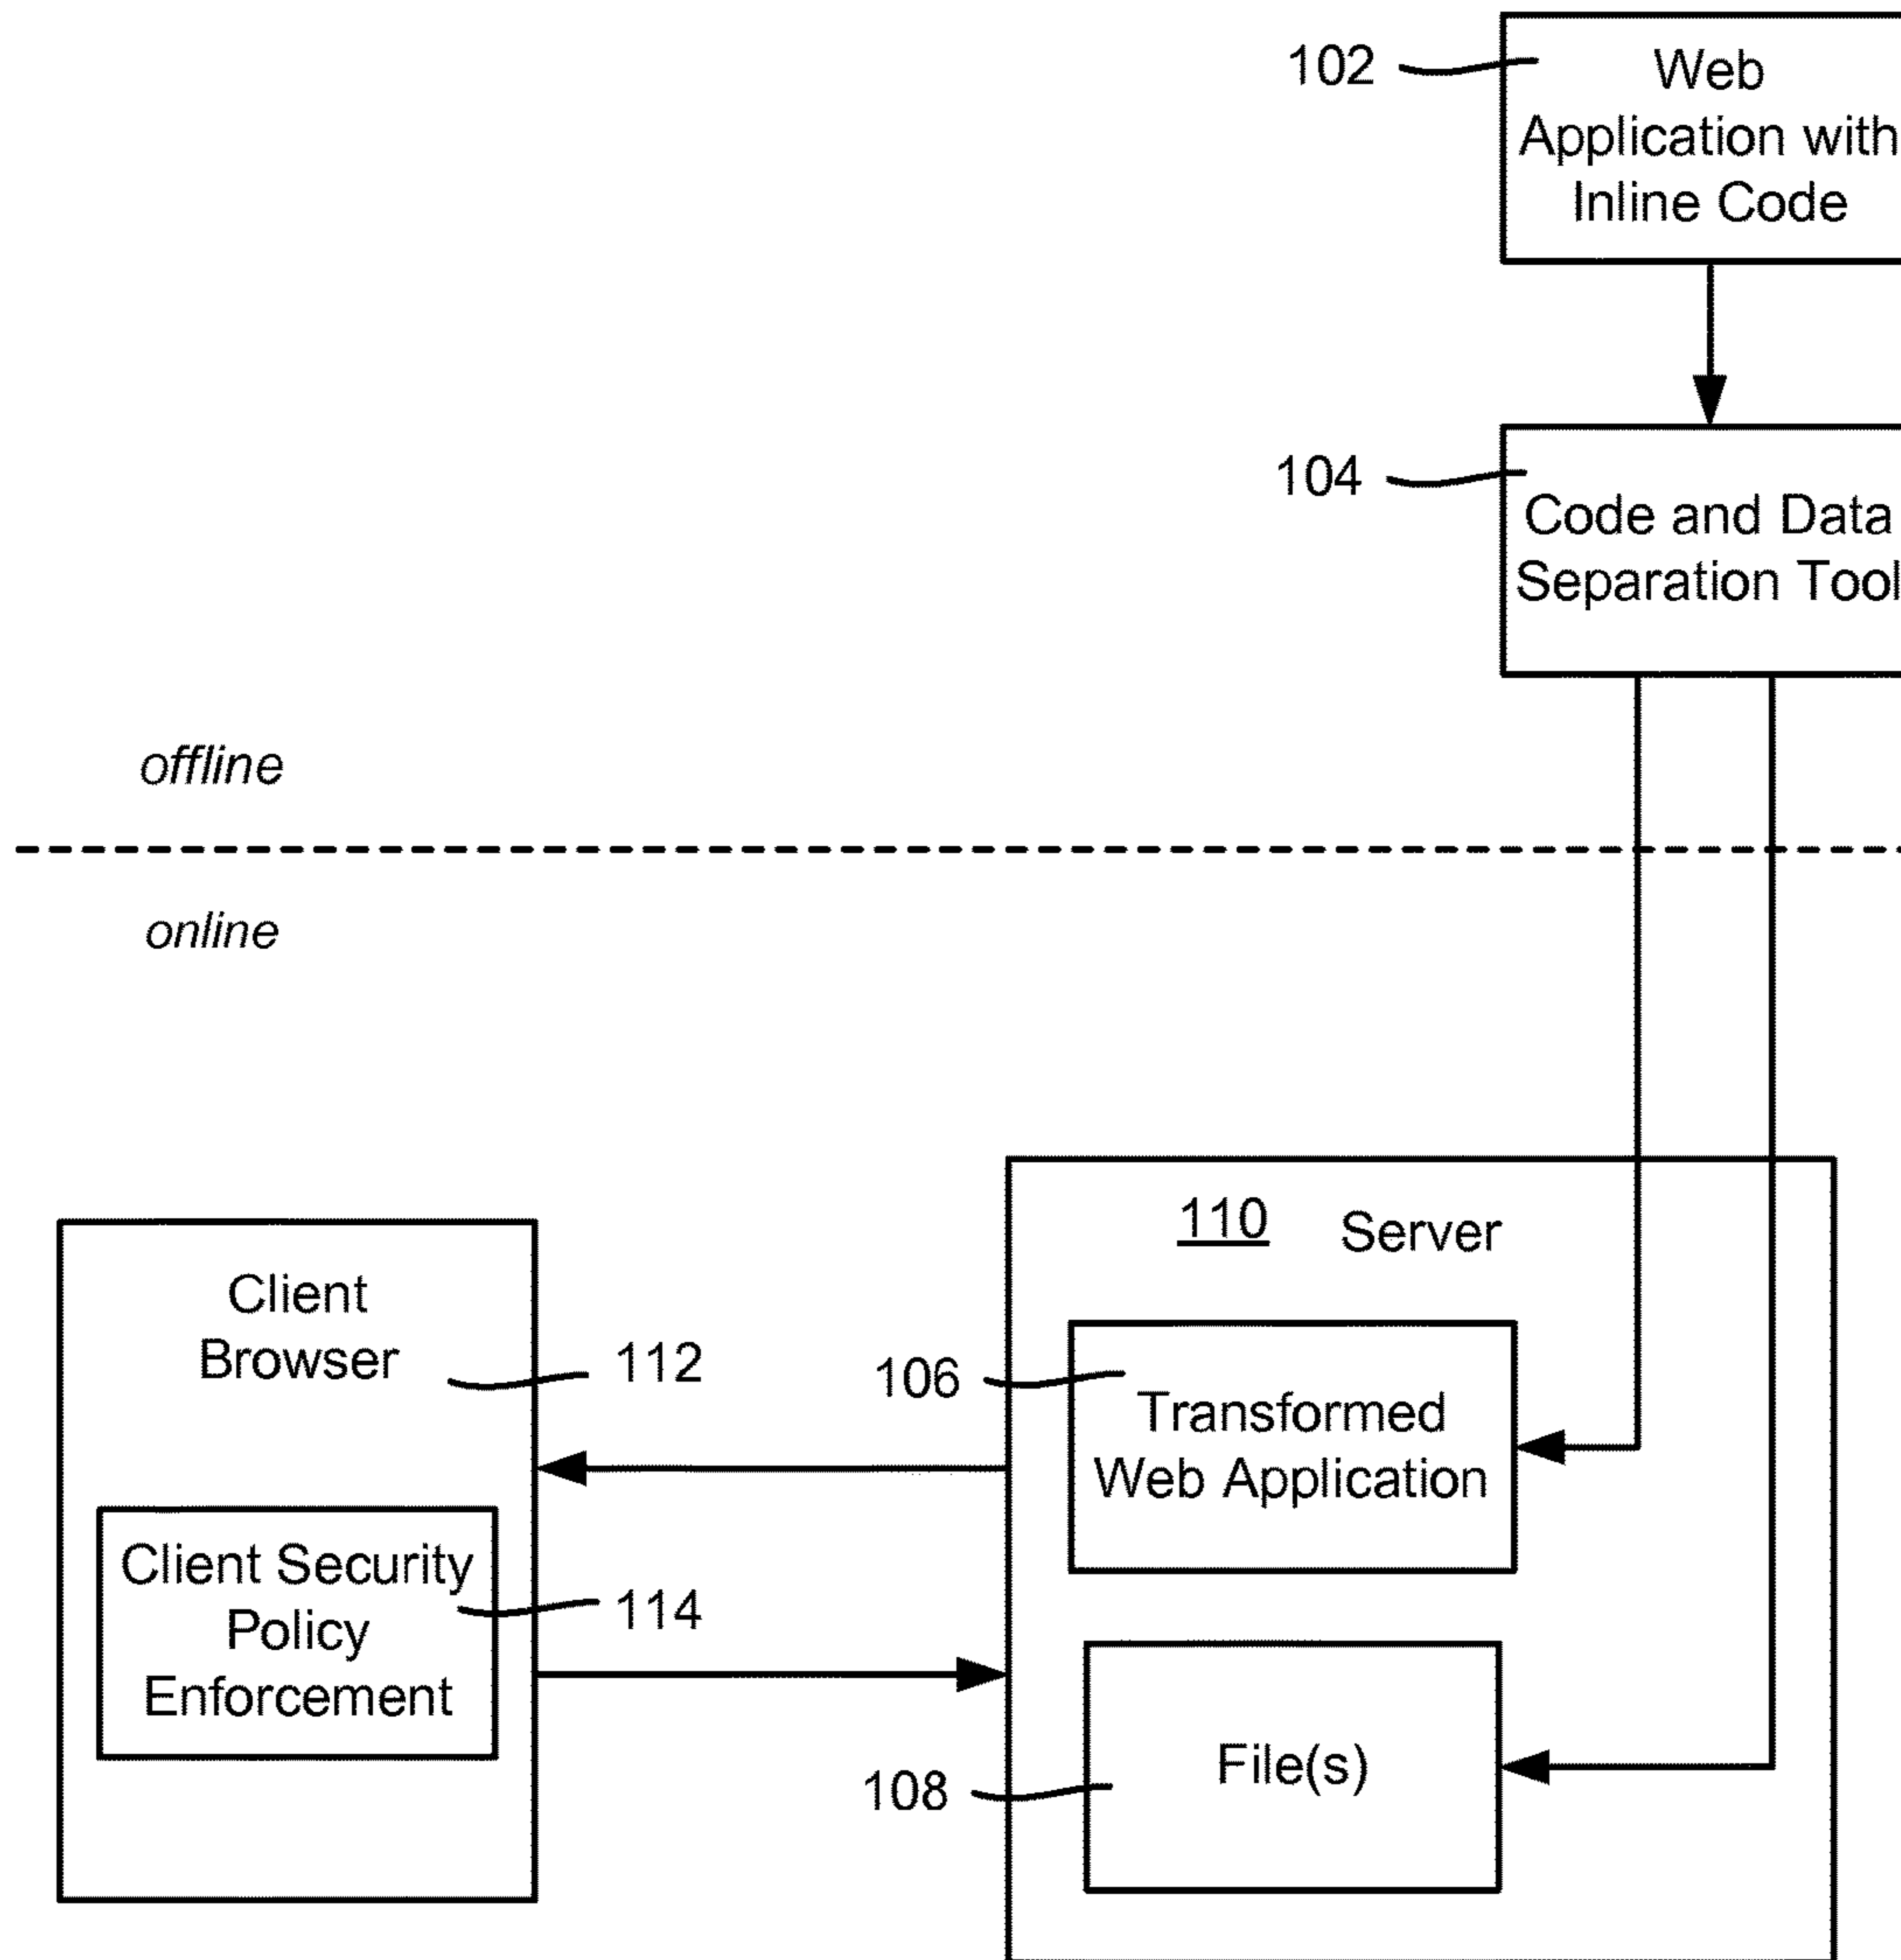 102
Web
Application with
Inline Code
104
Code and Data
Separation Tool
offline
online
110 Server
Client
Browser
112
106
Transformed
Web Application
Client Security
Policy
Enforcement
114
File(s)
108